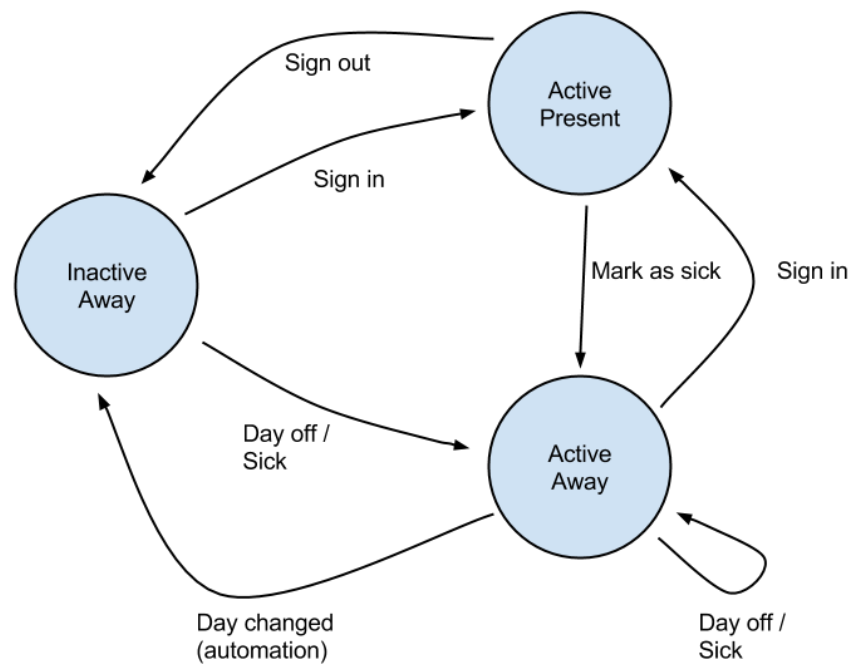 Sign out
Active
Present
Sign in
Inactive
Away
Mark as sick
Sign in
Day off /
Sick
Active
Away
Day changed
(automation)
Day off /
Sick